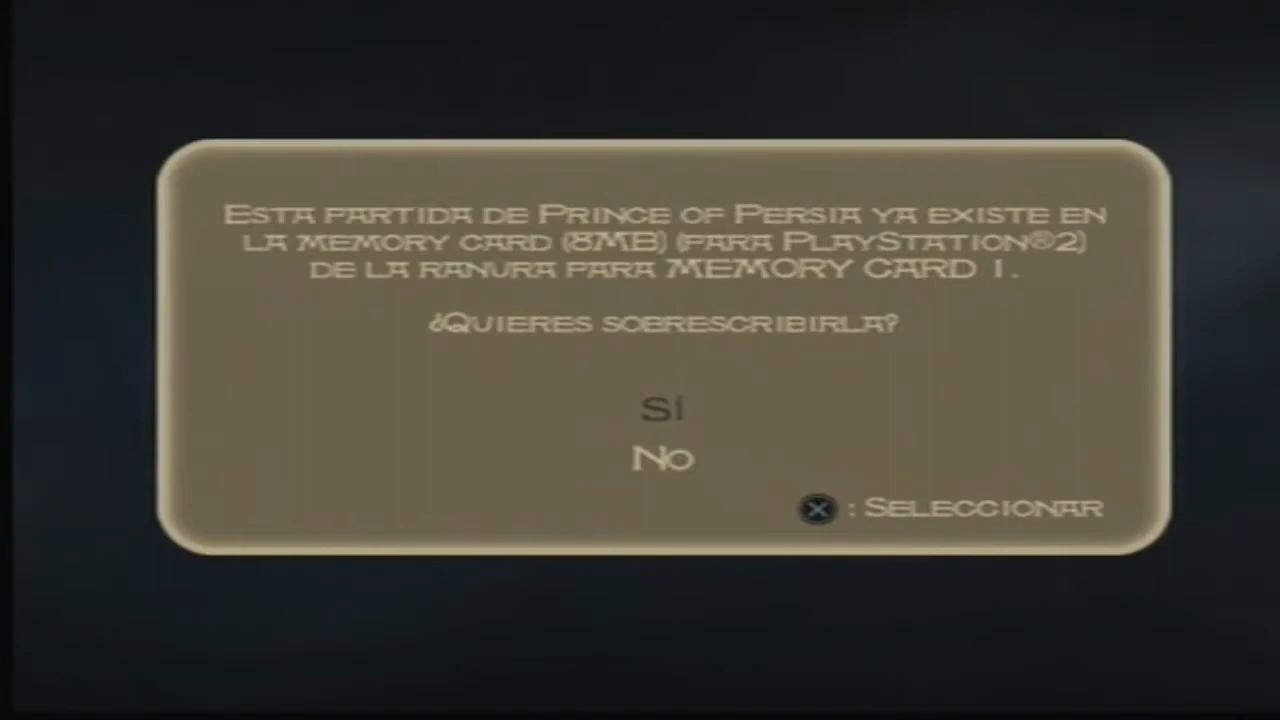 Esta partida de Prince of Persia ya existe en
la memory card (8MB) (para PlayStation®2)
de la ranura para MEMORY CARD 1.
¿Quieres sobrescribirla?
Sí
No
: Seleccionar